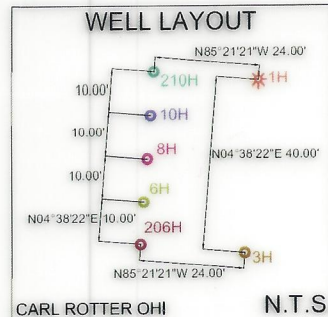 WELL LAYOUT
N85°21'21"W 24.00'
210H
1H
10.00'
10H
10.00'
8H
N04°38'22"E 40.00'
10.00'
6H
N04°38'22"E 10.00'
206H
3H
N85°21'21"W 24.00'
CARL ROTTER OHI
N.T.S